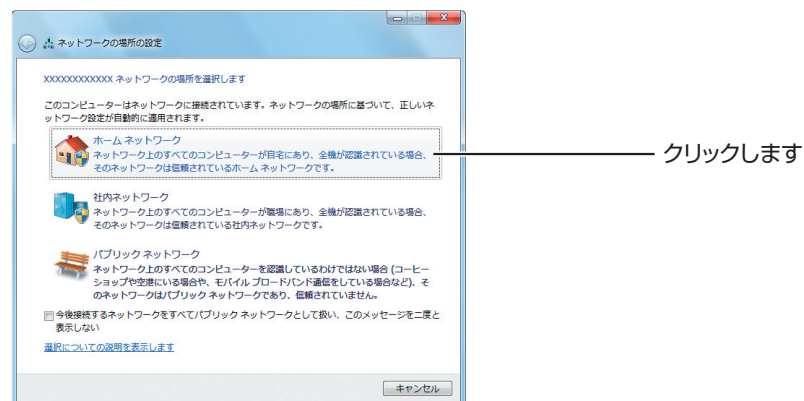 ネットワークの場所の設定
XXXXXXXXXXXX ネットワークの場所を選択します
このコンピューターはネットワークに接続されています。ネットワークの場所に基づいて、正しいネ
ットワーク設定が自動的に適用されます。
ホーム ネットワーク
ネットワーク上のすべてのコンピューターが自宅にあり、全機が認識されている場合、
そのネットワークは信頼されているホーム ネットワークです。
クリックします
社内ネットワーク
ネットワーク上のすべてのコンピューターが職場にあり、全機が認識されている場合、
そのネットワークは信頼されている社内ネットワークです。
パブリック ネットワーク
ネットワーク上のすべてのコンピューターを認識しているわけではない場合 (コーヒー
ショップや空港にいる場合や、モバイル ブロードバンド通信をしている場合など)、そ
のネットワークはパブリック ネットワークであり、信頼されていません。
今後接続するネットワークをすべてパブリック ネットワークとして扱い、このメッセージを二度と
表示しない
選択についての説明を表示します
キャンセル